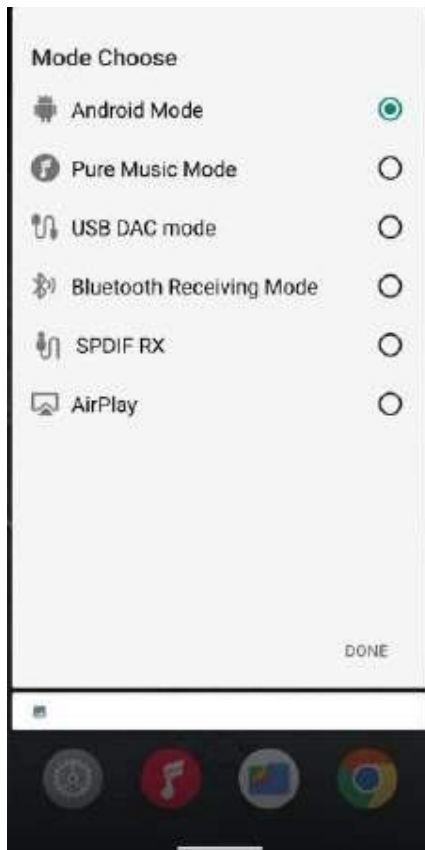 Mode Choose
Android Mode
Pure Music Mode
USB DAC mode
Bluetooth Receiving Mode
SPDIF RX
AirPlay
DONE